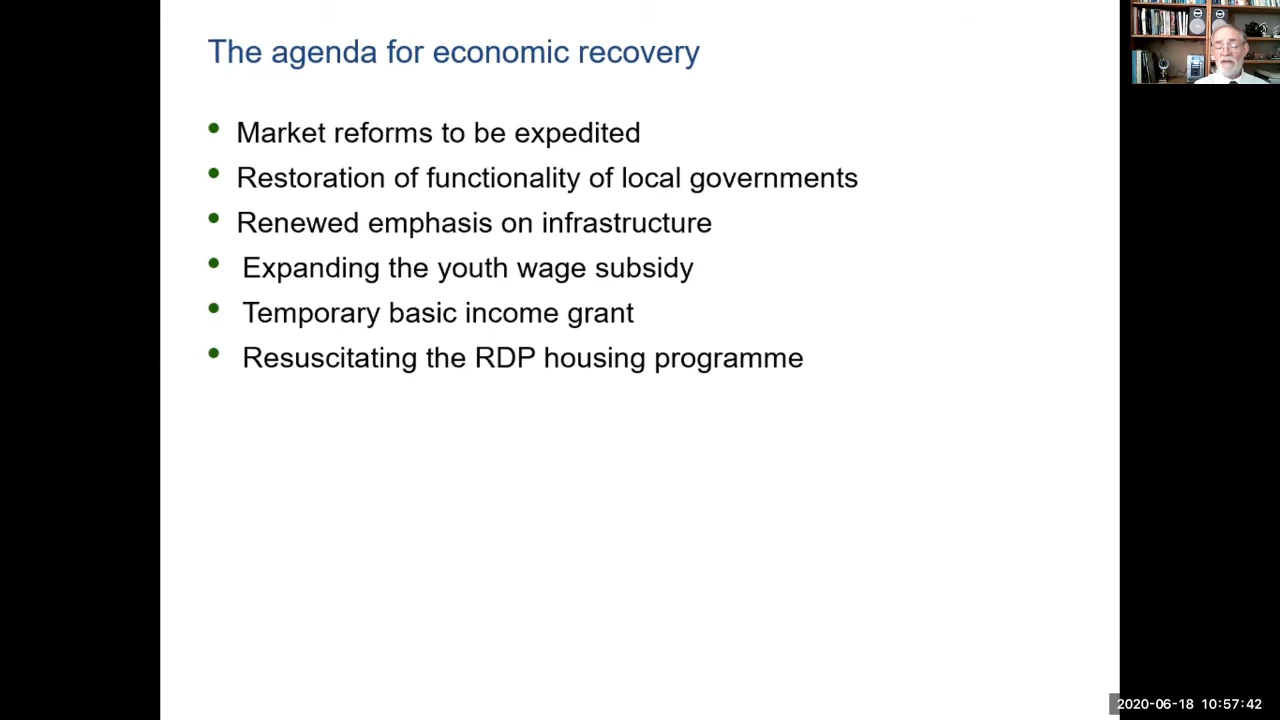 The agenda for economic recovery
• Market reforms to be expedited
• Restoration of functionality of local governments
• Renewed emphasis on infrastructure
• Expanding the youth wage subsidy
• Temporary basic income grant
• Resuscitating the RDP housing programme
2020-06-18 10:57:42